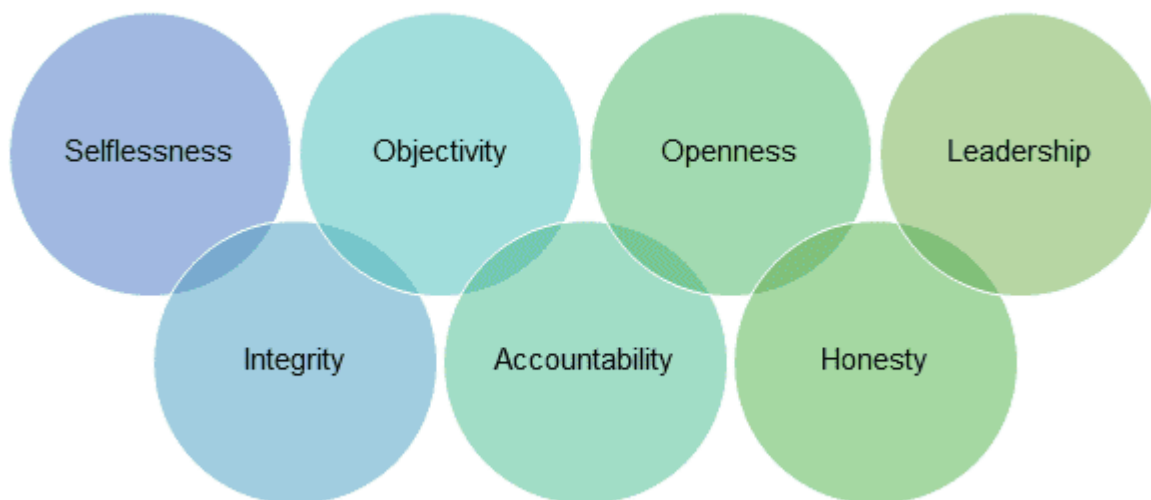 Selflessness
Objectivity
Openness
Leadership
Integrity
Accountability
Honesty